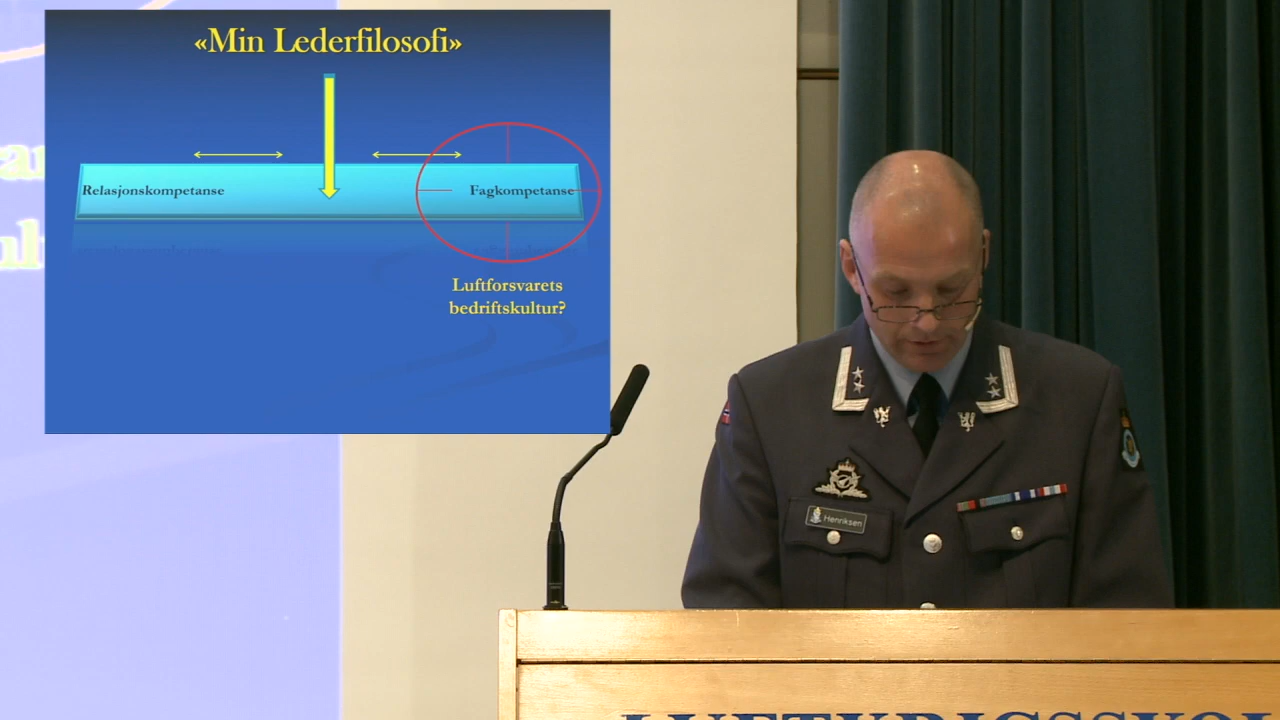 «Min Lederfilosofi»
Relasjonskompetanse
Fagkompetanse
Luftforsvarets
bedriftskultur?
Henriksen